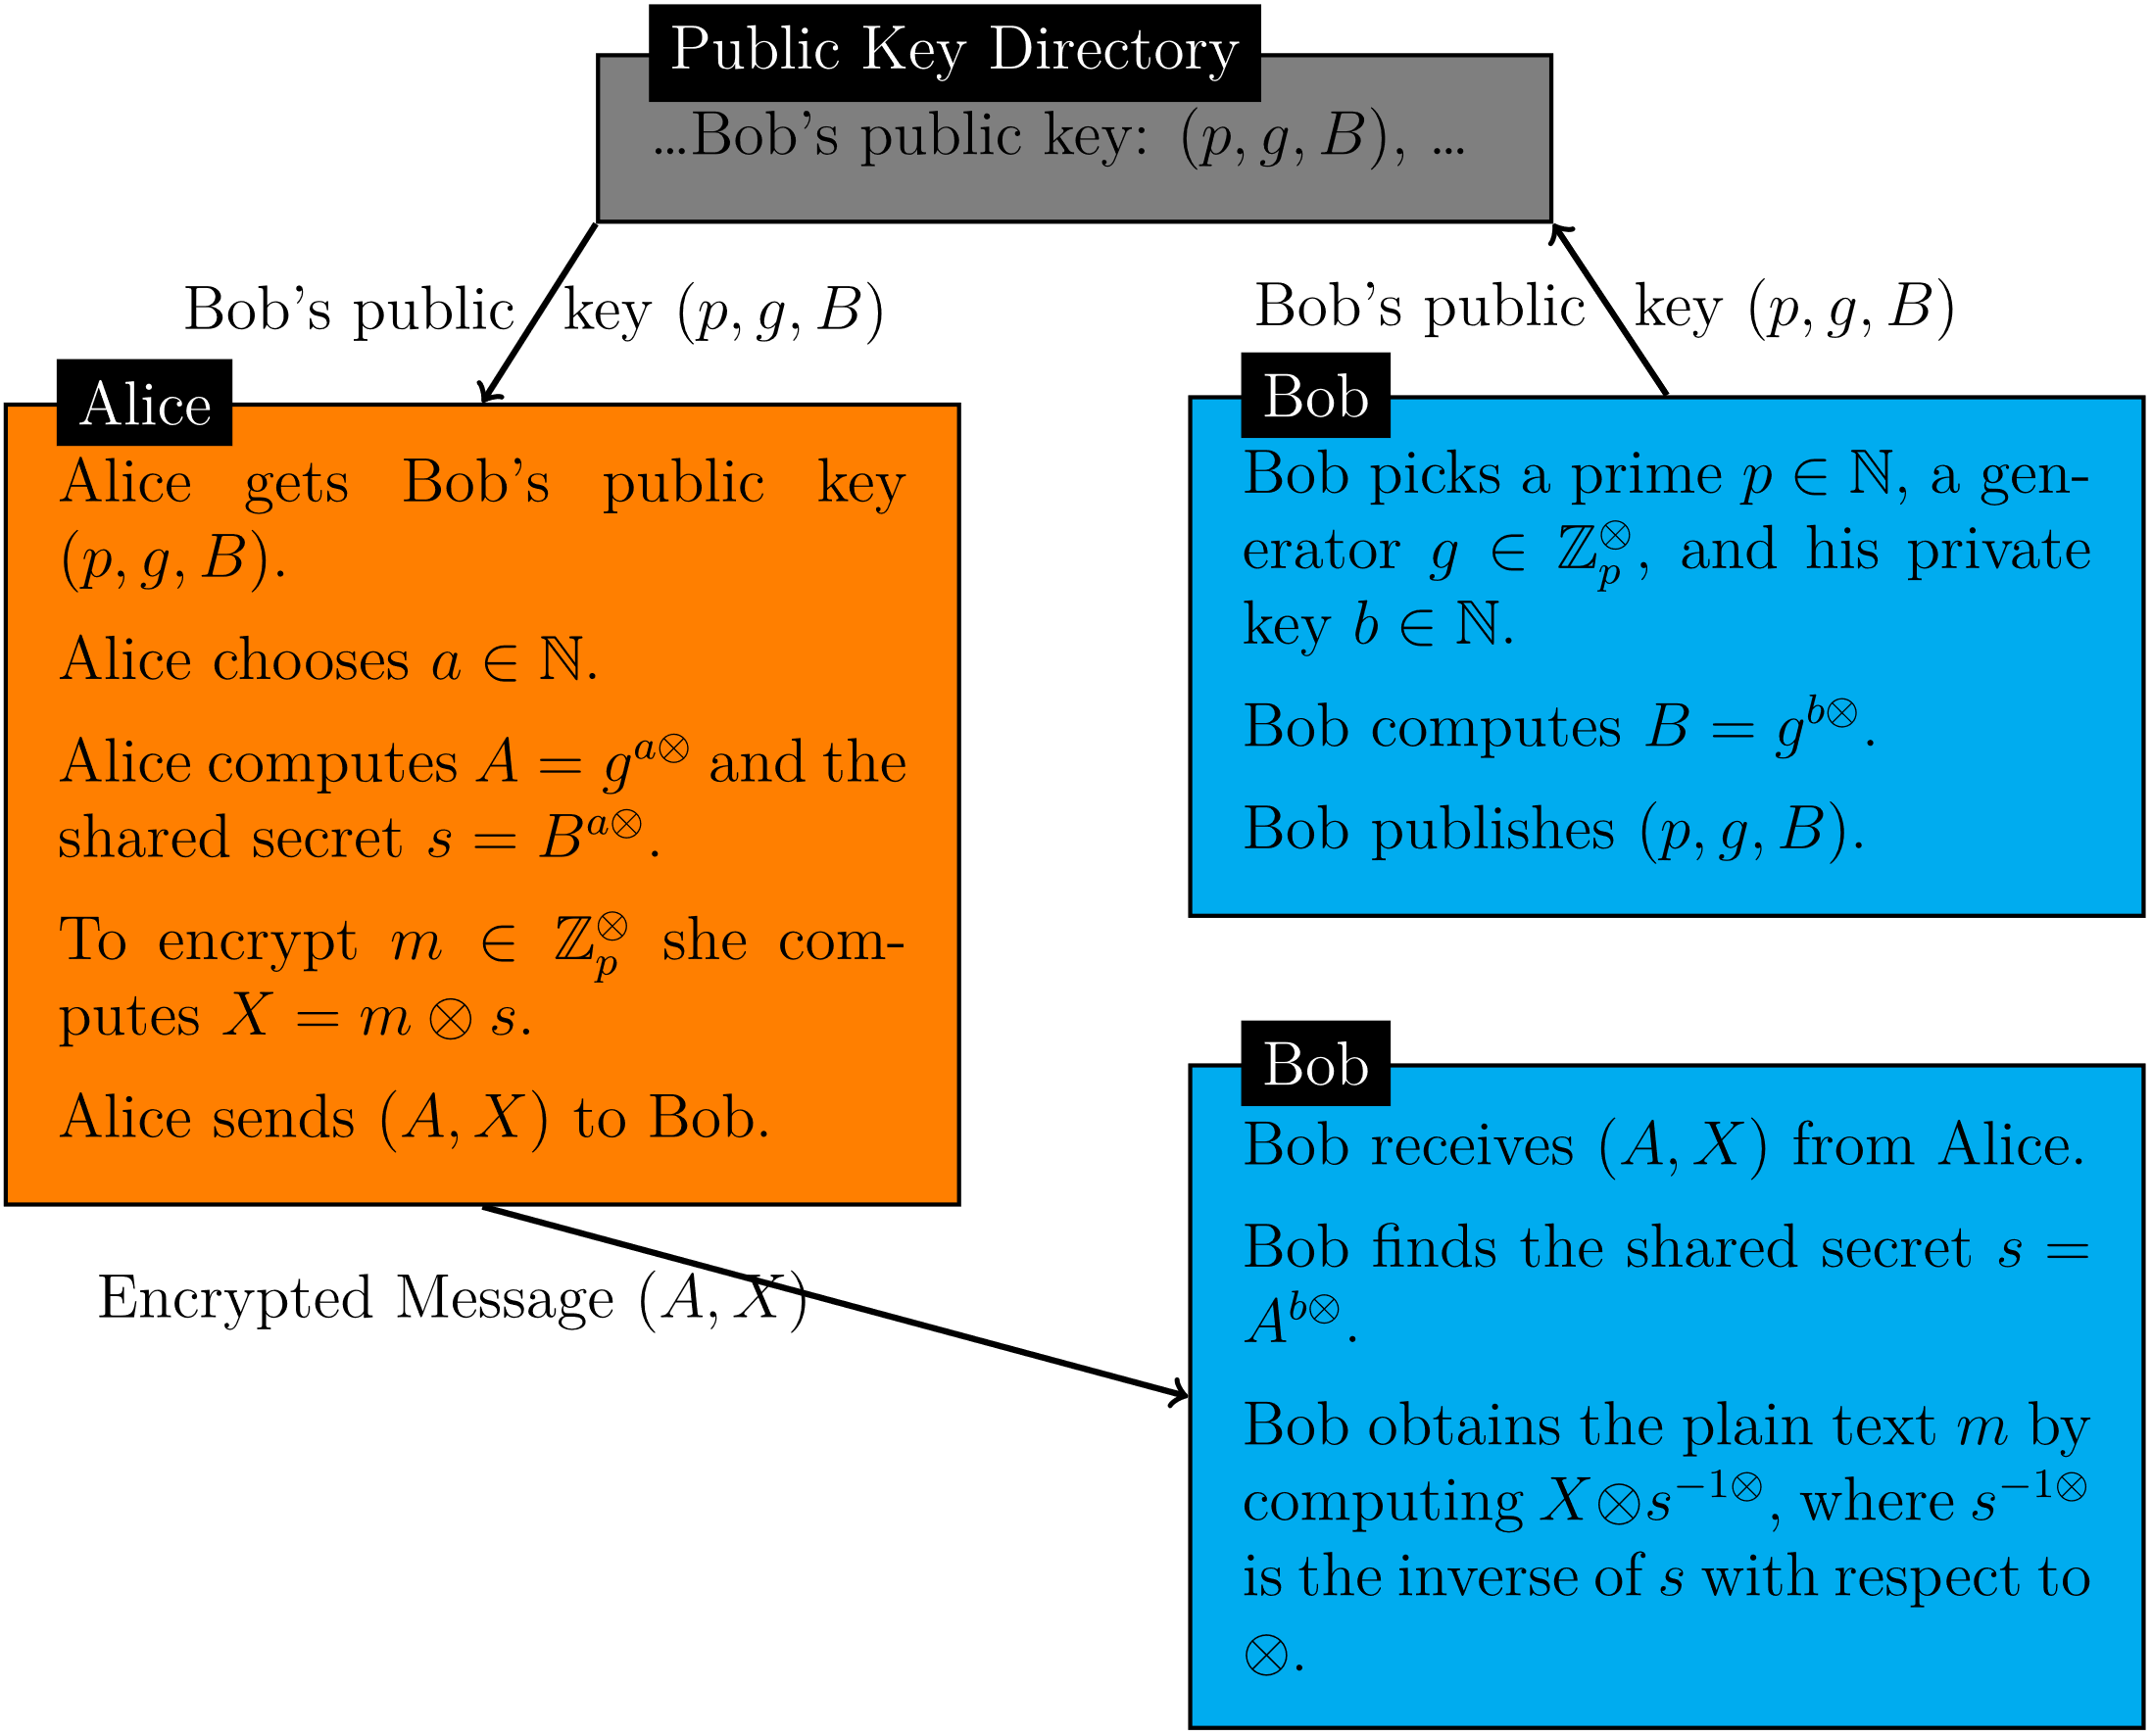 Public Key Directory
...Bob's public key: (p, g, B), ...
Bob's public key (p, g, B)
Bob's public key (p, g, B)
Alice
Alice gets Bob's public key
(p, g, B).
Alice chooses a ∈ ℕ.
Alice computes A = g^{a⊗} and the
shared secret s = B^{a⊗}.
To encrypt m ∈ ℤ_p^⊗ she com-
putes X = m ⊗ s.
Alice sends (A, X) to Bob.
Bob
Bob picks a prime p ∈ ℕ, a gen-
erator g ∈ ℤ_p^⊗, and his private
key b ∈ ℕ.
Bob computes B = g^{b⊗}.
Bob publishes (p, g, B).
Encrypted Message (A, X)
Bob
Bob receives (A, X) from Alice.
Bob finds the shared secret s =
A^{b⊗}.
Bob obtains the plain text m by
computing X⊗s^{−1⊗}, where s^{−1⊗}
is the inverse of s with respect to
⊗.